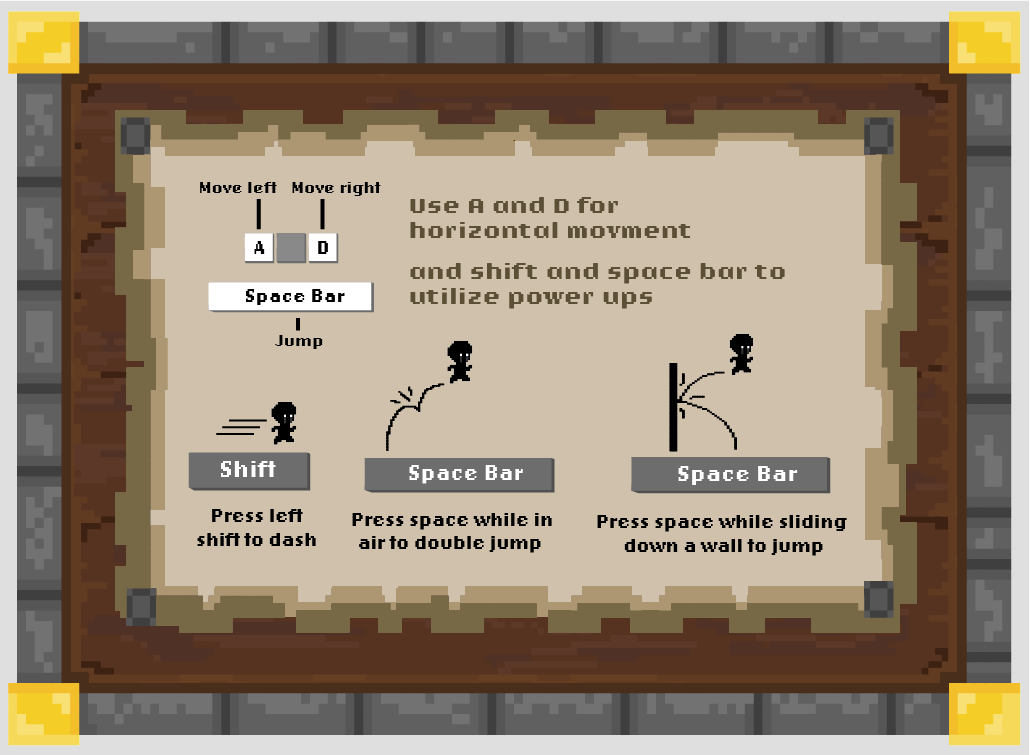 Move left Move right
A D
Space Bar
Jump
Use A and D for
horizontal movment
and shift and space bar to
utilize power ups
Shift
Press left
shift to dash
Space Bar
Press space while in
air to double jump
Space Bar
Press space while sliding
down a wall to jump